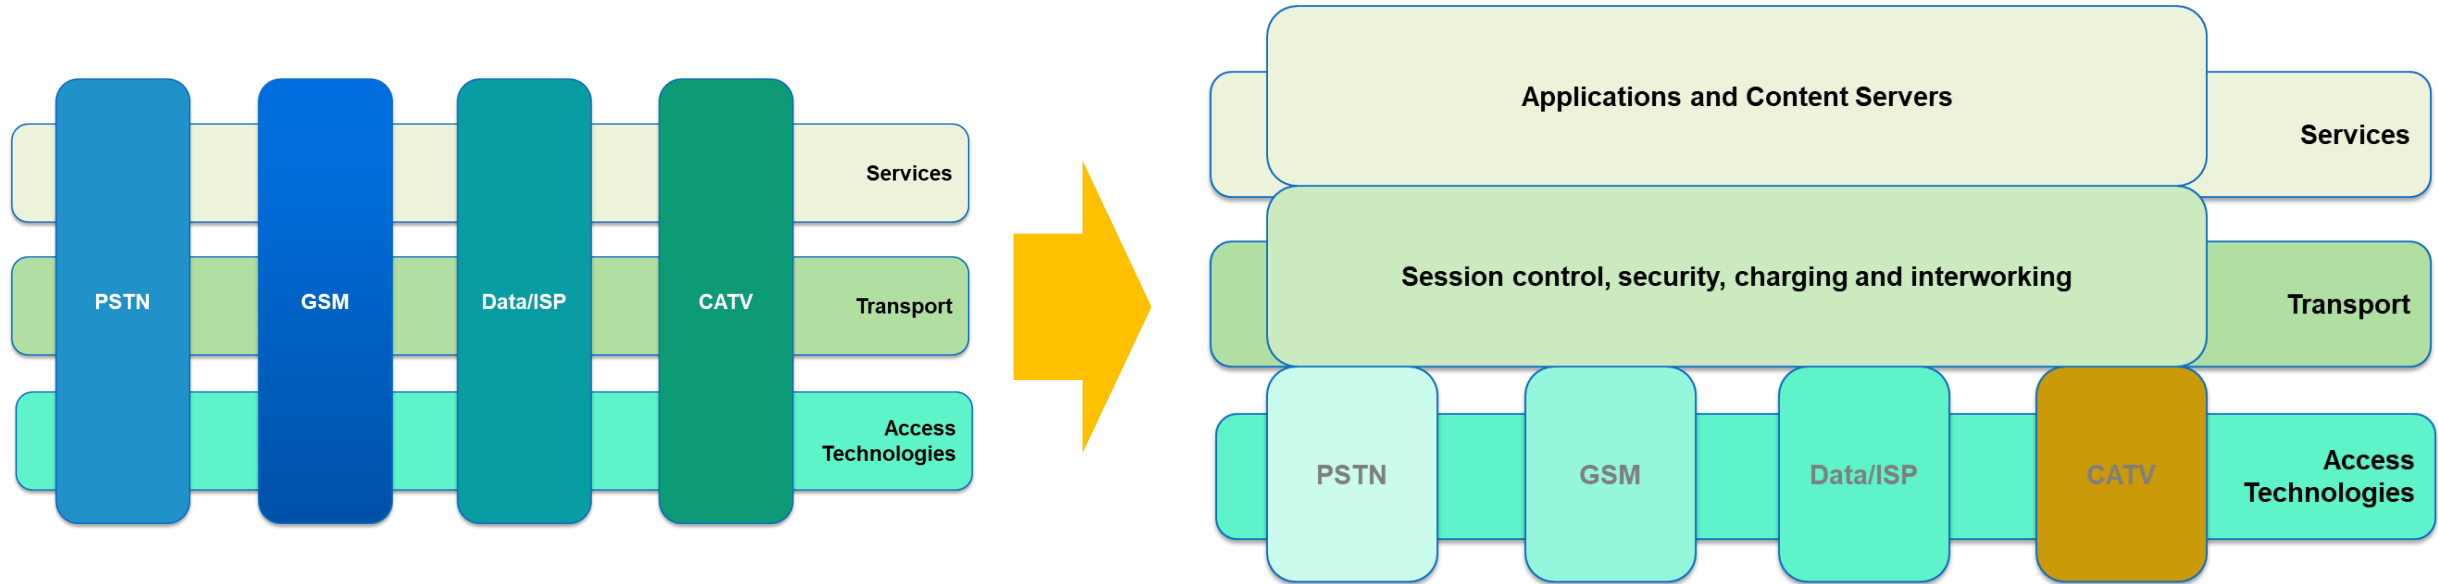 Services
PSTN
GSM
Data/ISP
CATV
Transport
Access
Technologies
Applications and Content Servers
Services
Session control, security, charging and interworking
Transport
PSTN
GSM
Data/ISP
CATV
Access
Technologies